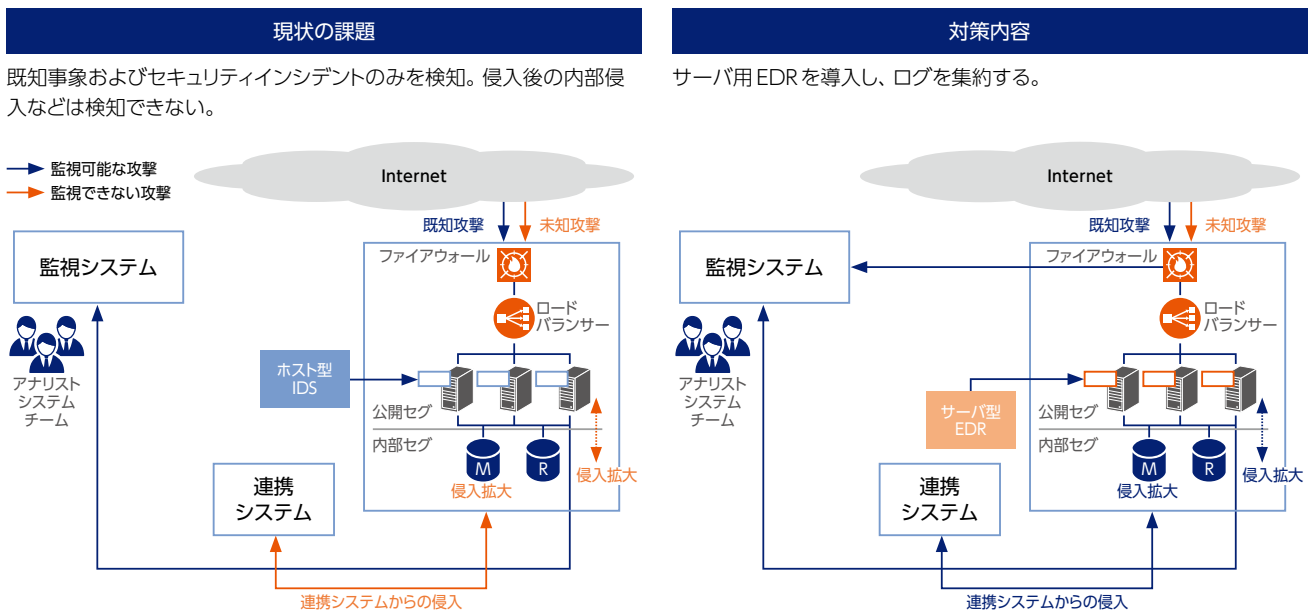 現状の課題
既知事象およびセキュリティインシデントのみを検知。侵入後の内部侵
入などは検知できない。
監視可能な攻撃
監視できない攻撃
Internet
既知攻撃
未知攻撃
監視システム
ファイアウォール
ロード
バランサー
アナリスト
システム
チーム
ホスト型
IDS
公開セグ
内部セグ
M
R
侵入拡大
侵入拡大
連携
システム
連携システムからの侵入
対策内容
サーバ用EDRを導入し、ログを集約する。
Internet
既知攻撃
未知攻撃
監視システム
ファイアウォール
ロード
バランサー
アナリスト
システム
チーム
サーバ型
EDR
公開セグ
内部セグ
M
R
侵入拡大
侵入拡大
連携
システム
連携システムからの侵入